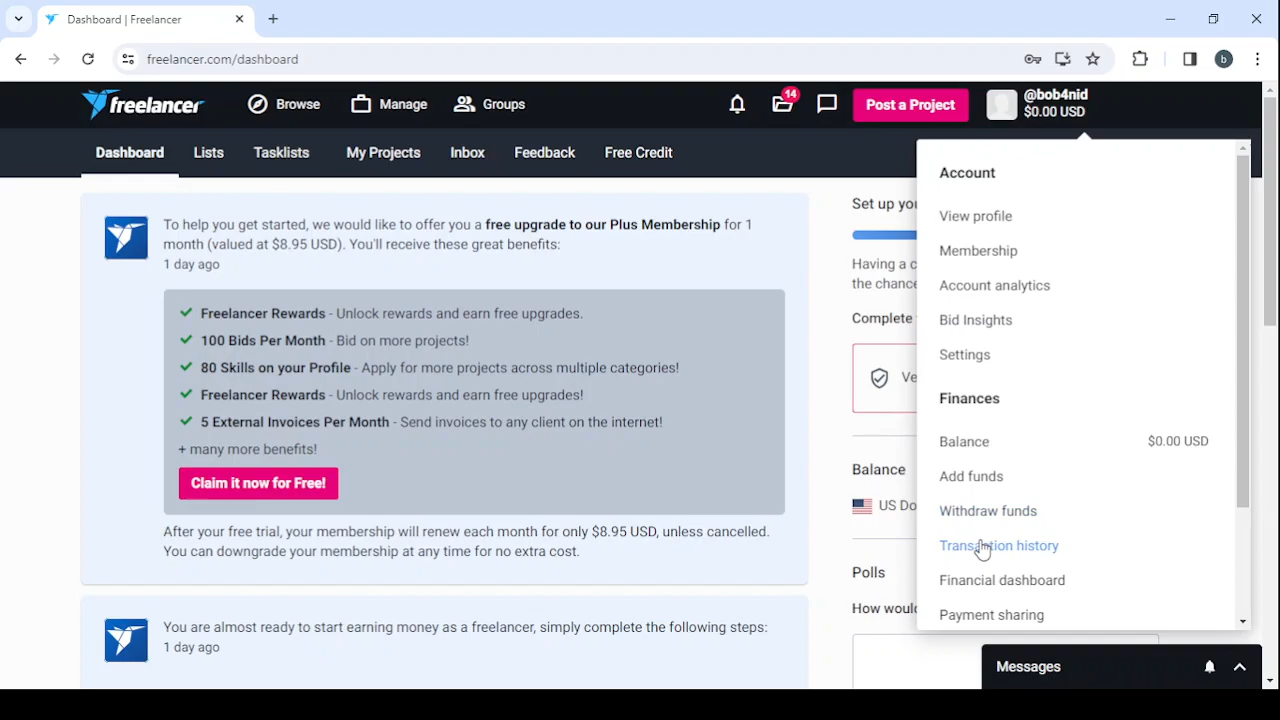 Dashboard | Freelancer
freelancer.com/dashboard
b
freelancer
Browse
Manage
Groups
14
Post a Project
@bob4nid
$0.00 USD
Dashboard
Lists
Tasklists
My Projects
Inbox
Feedback
Free Credit
To help you get started, we would like to offer you a free upgrade to our Plus Membership for 1
month (valued at $8.95 USD). You'll receive these great benefits:
1 day ago
Freelancer Rewards - Unlock rewards and earn free upgrades.
100 Bids Per Month - Bid on more projects!
80 Skills on your Profile - Apply for more projects across multiple categories!
Freelancer Rewards - Unlock rewards and earn free upgrades!
5 External Invoices Per Month - Send invoices to any client on the internet!
+ many more benefits!
Claim it now for Free!
After your free trial, your membership will renew each month for only $8.95 USD, unless cancelled.
You can downgrade your membership at any time for no extra cost.
You are almost ready to start earning money as a freelancer, simply complete the following steps:
1 day ago
Set up you
Having a c
the chance
Complete
Ve
Balance
US Do
Polls
How would
Account
View profile
Membership
Account analytics
Bid Insights
Settings
Finances
Balance $0.00 USD
Add funds
Withdraw funds
Transaction history
Financial dashboard
Payment sharing
Messages